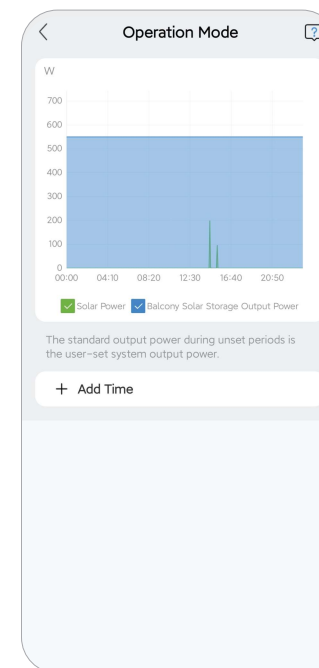 Operation Mode
?
W
700
600
500
400
300
200
100
0
00:00 04:10 08:20 12:30 16:40 20:50
Solar Power Balcony Solar Storage Output Power
The standard output power during unset periods is
the user-set system output power.
+ Add Time